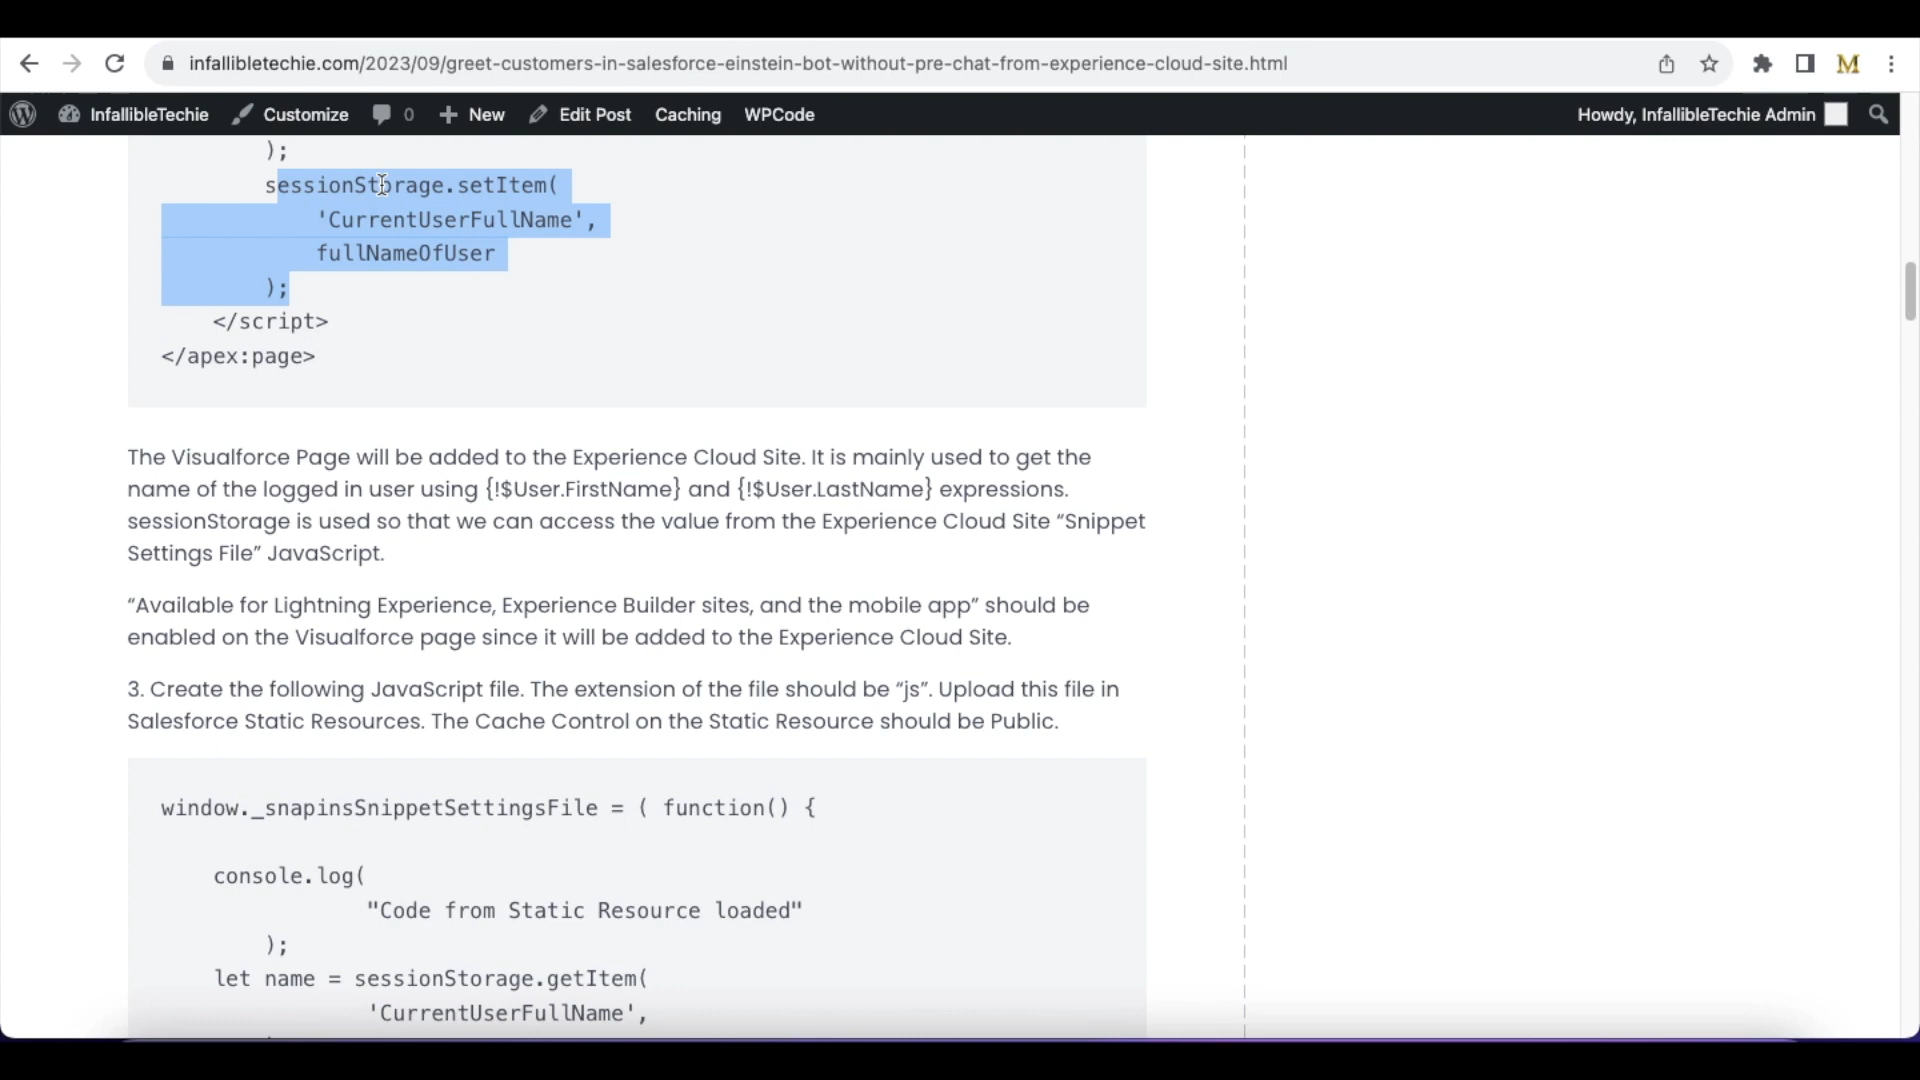 infallibletechie.com/2023/09/greet-customers-in-salesforce-einstein-bot-without-pre-chat-from-experience-cloud-site.html
M
InfallibleTechie Customize 0 New Edit Post Caching WPCode Howdy, InfallibleTechie Admin
);
sessionStorage.setItem(
'CurrentUserFullName',
fullNameOfUser
);
</script>
</apex:page>
The Visualforce Page will be added to the Experience Cloud Site. It is mainly used to get the
name of the logged in user using {!$User.FirstName} and {!$User.LastName} expressions.
sessionStorage is used so that we can access the value from the Experience Cloud Site “Snippet
Settings File” JavaScript.
“Available for Lightning Experience, Experience Builder sites, and the mobile app” should be
enabled on the Visualforce page since it will be added to the Experience Cloud Site.
3. Create the following JavaScript file. The extension of the file should be “js”. Upload this file in
Salesforce Static Resources. The Cache Control on the Static Resource should be Public.
window._snapinsSnippetSettingsFile = ( function() {
console.log(
"Code from Static Resource loaded"
);
let name = sessionStorage.getItem(
'CurrentUserFullName',